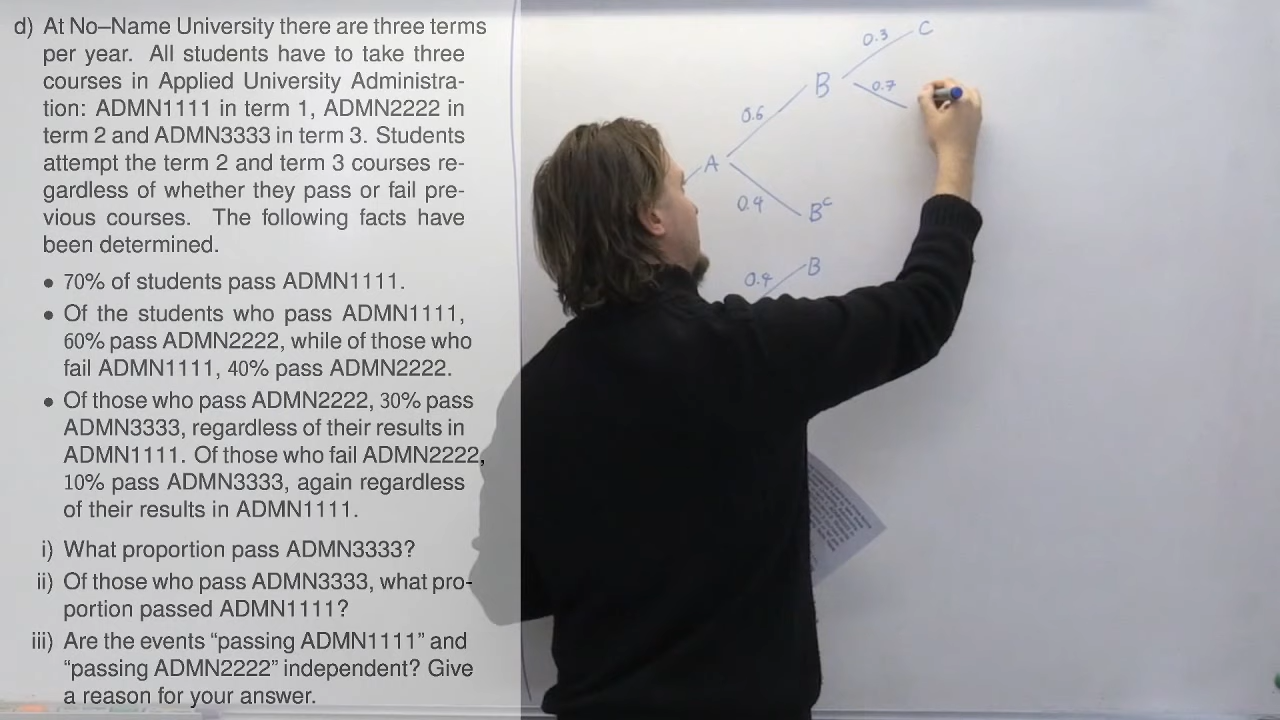 d) At No–Name University there are three terms
per year. All students have to take three
courses in Applied University Administra-
tion: ADMN1111 in term 1, ADMN2222 in
term 2 and ADMN3333 in term 3. Students
attempt the term 2 and term 3 courses re-
gardless of whether they pass or fail pre-
vious courses. The following facts have
been determined.
• 70% of students pass ADMN1111.
• Of the students who pass ADMN1111,
60% pass ADMN2222, while of those who
fail ADMN1111, 40% pass ADMN2222.
• Of those who pass ADMN2222, 30% pass
ADMN3333, regardless of their results in
ADMN1111. Of those who fail ADMN2222,
10% pass ADMN3333, again regardless
of their results in ADMN1111.
i) What proportion pass ADMN3333?
ii) Of those who pass ADMN3333, what pro-
portion passed ADMN1111?
iii) Are the events “passing ADMN1111” and
“passing ADMN2222” independent? Give
a reason for your answer.
0.3 C
B 0.7
0.6
A
0.4 Bᶜ
0.4 B